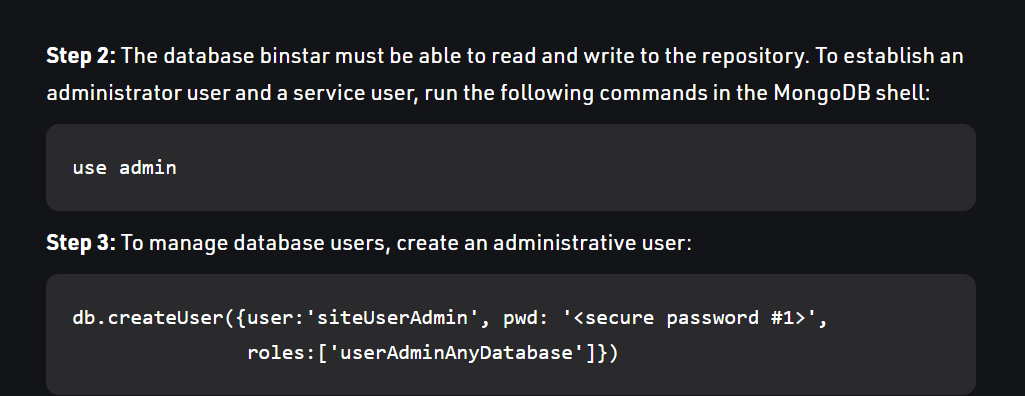 Step 2: The database binstar must be able to read and write to the repository. To establish an
administrator user and a service user, run the following commands in the MongoDB shell:
use admin
Step 3: To manage database users, create an administrative user:
db.createUser({user:'siteUserAdmin', pwd: '<secure password #1>',
roles:['userAdminAnyDatabase']})